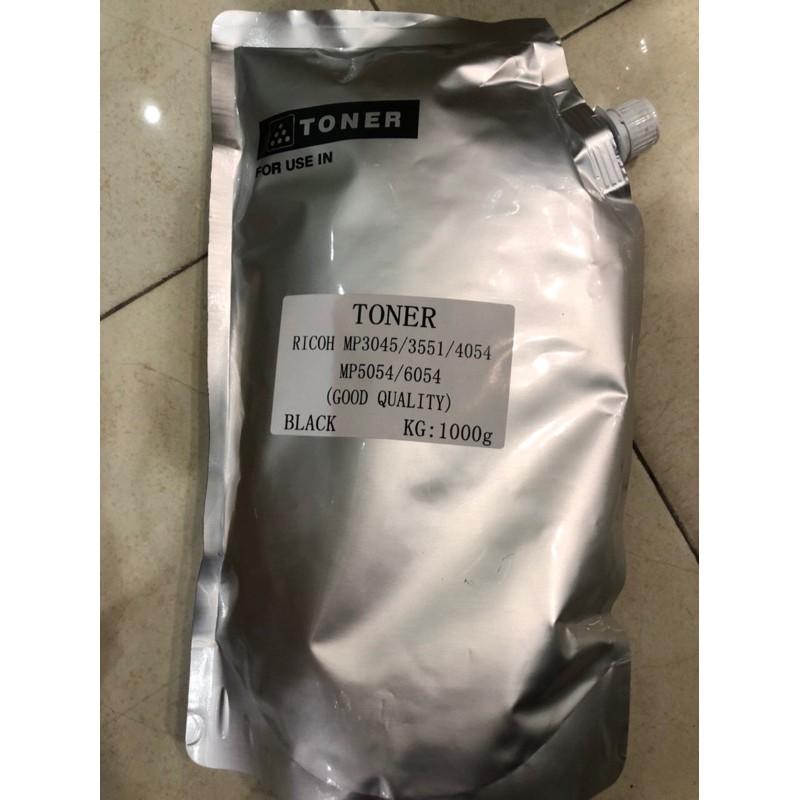 TONER
FOR USE IN
TONER
RICOH MP3045/3551/4054
MP5054/6054
(GOOD QUALITY)
BLACK KG:1000g